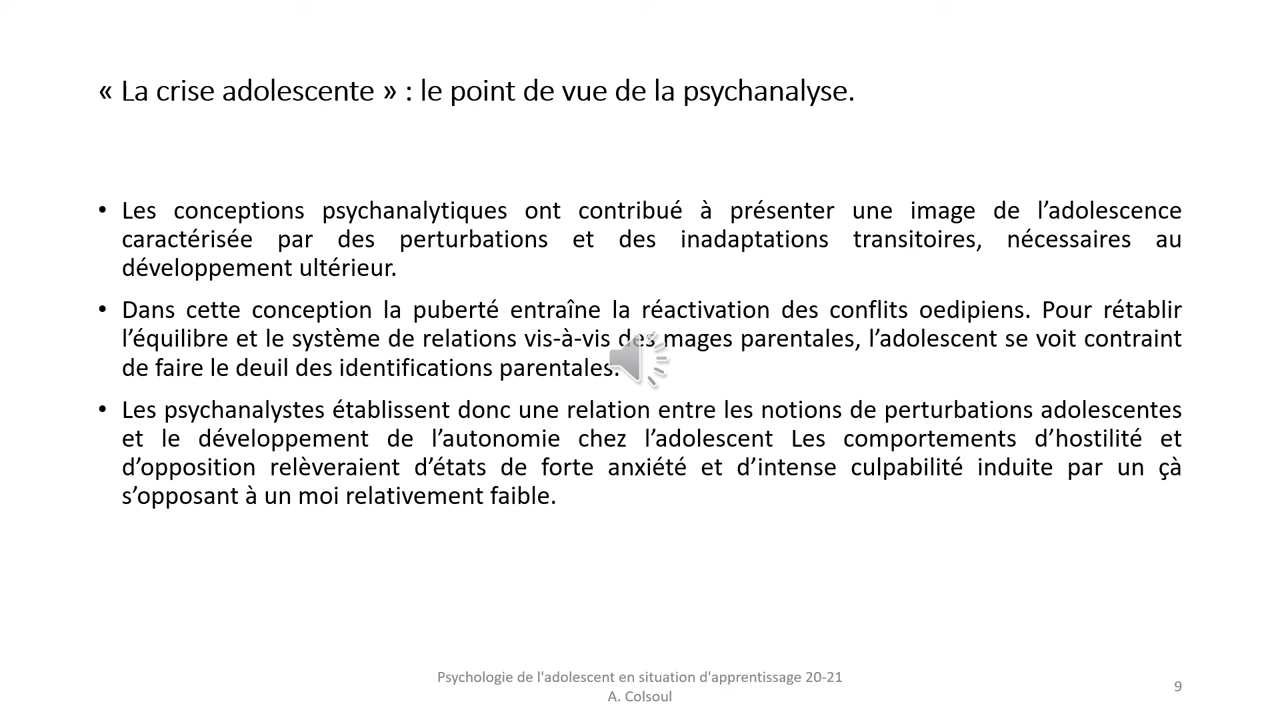 « La crise adolescente » : le point de vue de la psychanalyse.
• Les conceptions psychanalytiques ont contribué à présenter une image de l’adolescence
caractérisée par des perturbations et des inadaptations transitoires, nécessaires au
développement ultérieur.
• Dans cette conception la puberté entraîne la réactivation des conflits oedipiens. Pour rétablir
l’équilibre et le système de relations vis-à-vis des mages parentales, l’adolescent se voit contraint
de faire le deuil des identifications parentales.
• Les psychanalystes établissent donc une relation entre les notions de perturbations adolescentes
et le développement de l’autonomie chez l’adolescent Les comportements d’hostilité et
d’opposition relèveraient d’états de forte anxiété et d’intense culpabilité induite par un çà
s’opposant à un moi relativement faible.
Psychologie de l'adolescent en situation d'apprentissage 20-21
A. Colsoul
9